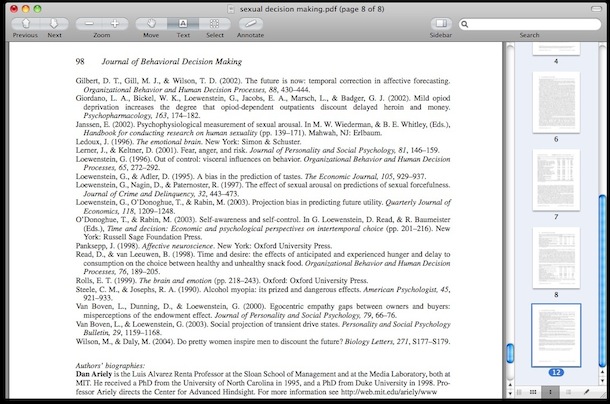 sexual decision making.pdf (page 8 of 8)
Previous Next Zoom Move Text Select Annotate Sidebar Search
98 Journal of Behavioral Decision Making
Gilbert, D. T., Gill, M. J., & Wilson, T. D. (2002). The future is now: temporal correction in affective forecasting.
Organizational Behavior and Human Decision Processes, 88, 430–444.
Giordano, L. A., Bickel, W. K., Loewenstein, G., Jacobs, E. A., Marsch, L., & Badger, G. J. (2002). Mild opioid
deprivation increases the degree that opioid-dependent outpatients discount delayed heroin and money.
Psychopharmacology, 163, 174–182.
Janssen, E. (2002). Psychophysiological measurement of sexual arousal. In M. W. Wiederman, & B. E. Whitley, (Eds.),
Handbook for conducting research on human sexuality (pp. 139–171). Mahwah, NJ: Erlbaum.
Ledoux, J. (1996). The emotional brain. New York: Simon & Schuster.
Lerner, J., & Keltner, D. (2001). Fear, anger, and risk. Journal of Personality and Social Psychology, 81, 146–159.
Loewenstein, G. (1996). Out of control: visceral influences on behavior. Organizational Behavior and Human Decision
Processes, 65, 272–292.
Loewenstein, G., & Adler, D. (1995). A bias in the prediction of tastes. The Economic Journal, 105, 929–937.
Loewenstein, G., Nagin, D., & Paternoster, R. (1997). The effect of sexual arousal on predictions of sexual forcefulness.
Journal of Crime and Delinquency, 32, 443–473.
Loewenstein, G., O'Donoghue, T., & Rabin, M. (2003). Projection bias in predicting future utility. Quarterly Journal of
Economics, 118, 1209–1248.
O'Donoghue, T., & Rabin, M. (2003). Self-awareness and self-control. In G. Loewenstein, D. Read, & R. Baumeister
(Eds.), Time and decision: Economic and psychological perspectives on intertemporal choice (pp. 201–216). New
York: Russell Sage Foundation Press.
Panksepp, J. (1998). Affective neuroscience. New York: Oxford University Press.
Read, D., & van Leeuwen, B. (1998). Time and desire: the effects of anticipated and experienced hunger and delay to
consumption on the choice between healthy and unhealthy snack food. Organizational Behavior and Human Decision
Processes, 76, 189–205.
Rolls, E. T. (1999). The brain and emotion (pp. 218–243). Oxford: Oxford University Press.
Steele, C. M., & Josephs, R. A. (1990). Alcohol myopia: its prized and dangerous effects. American Psychologist, 45,
921–933.
Van Boven, L., Dunning, D., & Loewenstein, G. (2000). Egocentric empathy gaps between owners and buyers:
misperceptions of the endowment effect. Journal of Personality and Social Psychology, 79, 66–76.
Van Boven, L., & Loewenstein, G. (2003). Social projection of transient drive states. Personality and Social Psychology
Bulletin, 29, 1159–1168.
Wilson, M., & Daly, M. (2004). Do pretty women inspire men to discount the future? Biology Letters, 271, S177–S179.
Authors' biographies:
Dan Ariely is the Luis Alvarez Renta Professor at the Sloan School of Management and at the Media Laboratory, both at
MIT. He received a PhD from the University of North Carolina in 1995, and a PhD from Duke University in 1998. Pro-
fessor Ariely directs the Center for Advanced Hindsight. For more information see http://web.mit.edu/ariely/www
4
6
7
8
12